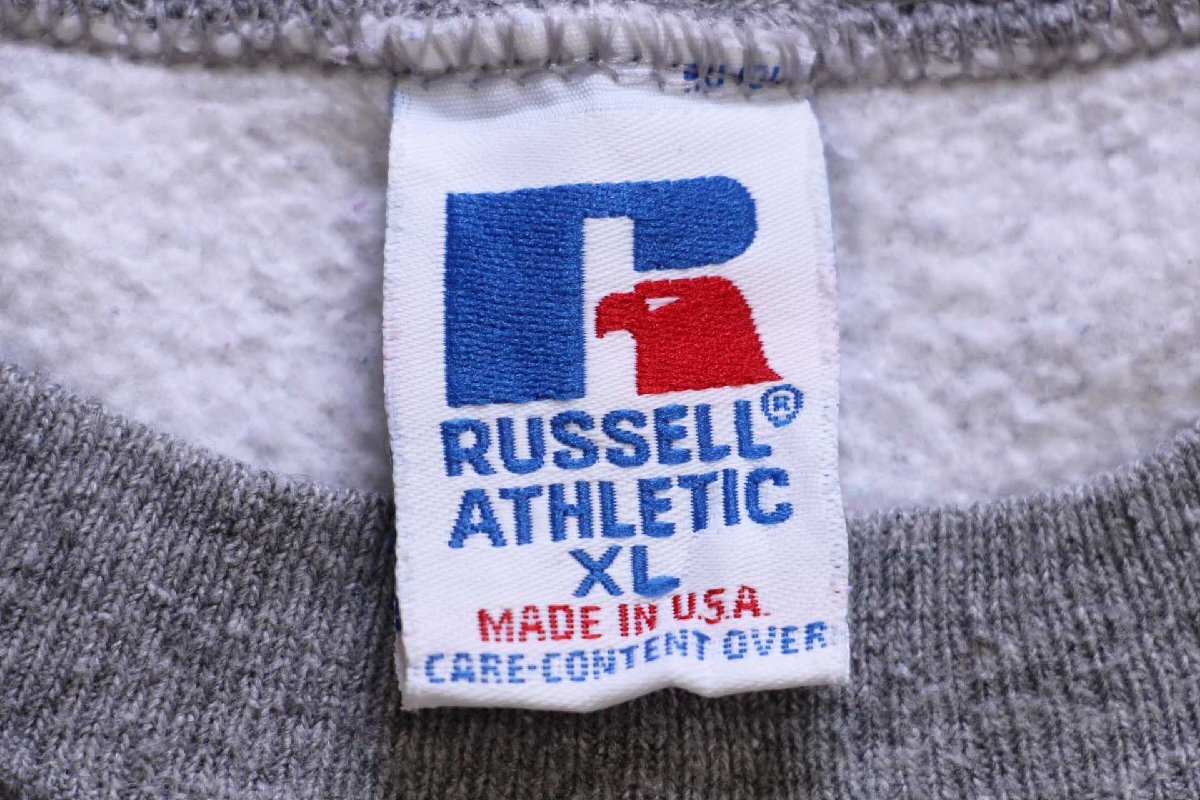 RUSSELL®
ATHLETIC
XL
MADE IN U.S.A.
CARE-CONTENT OVER